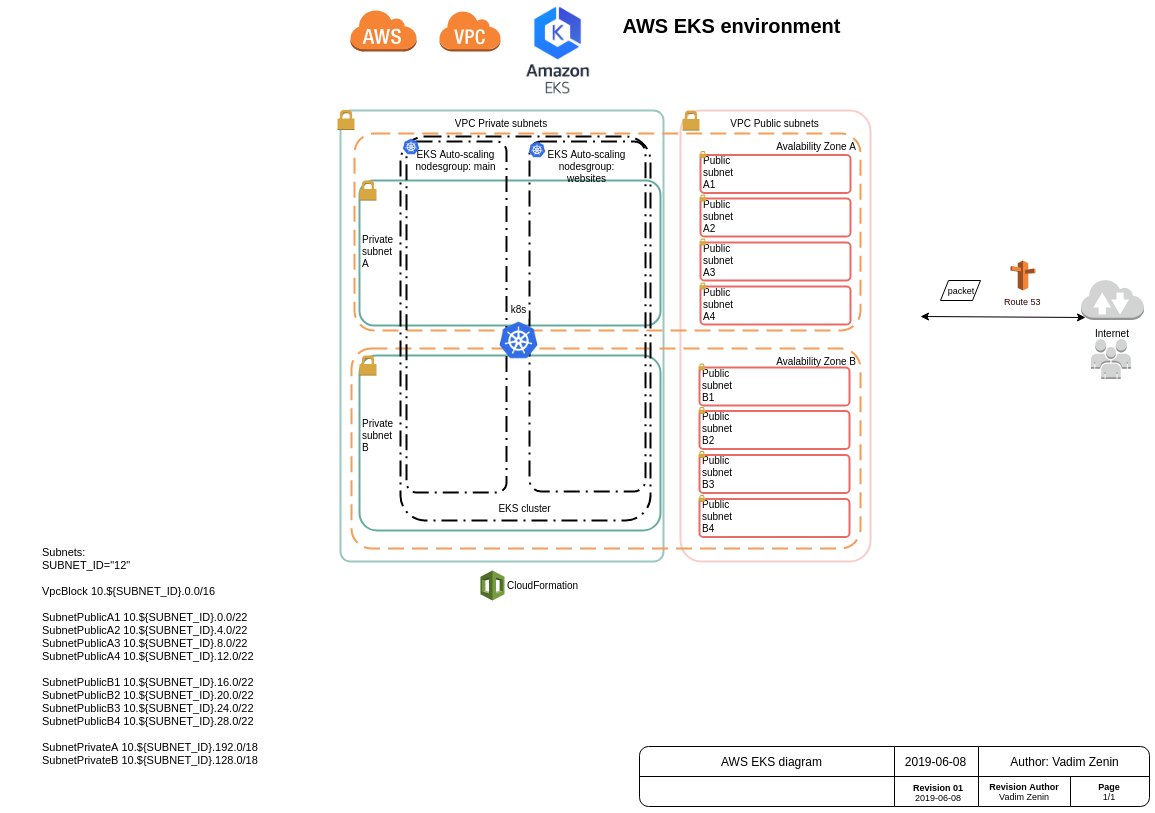 AWS
VPC
K
Amazon
EKS
AWS EKS environment
VPC Private subnets
VPC Public subnets
Avalability Zone A
EKS Auto-scaling
nodesgroup: main
EKS Auto-scaling
nodesgroup:
websites
Public
subnet
A1
Public
subnet
A2
Private
subnet
A
Public
subnet
A3
Public
subnet
A4
k8s
packet
Route 53
Internet
Avalability Zone B
Public
subnet
B1
Public
subnet
B2
Private
subnet
B
Public
subnet
B3
Public
subnet
B4
EKS cluster
CloudFormation
Subnets:
SUBNET_ID="12"
VpcBlock 10.${SUBNET_ID}.0.0/16
SubnetPublicA1 10.${SUBNET_ID}.0.0/22
SubnetPublicA2 10.${SUBNET_ID}.4.0/22
SubnetPublicA3 10.${SUBNET_ID}.8.0/22
SubnetPublicA4 10.${SUBNET_ID}.12.0/22
SubnetPublicB1 10.${SUBNET_ID}.16.0/22
SubnetPublicB2 10.${SUBNET_ID}.20.0/22
SubnetPublicB3 10.${SUBNET_ID}.24.0/22
SubnetPublicB4 10.${SUBNET_ID}.28.0/22
SubnetPrivateA 10.${SUBNET_ID}.192.0/18
SubnetPrivateB 10.${SUBNET_ID}.128.0/18
AWS EKS diagram
2019-06-08
Author: Vadim Zenin
Revision 01
2019-06-08
Revision Author
Vadim Zenin
Page
1/1